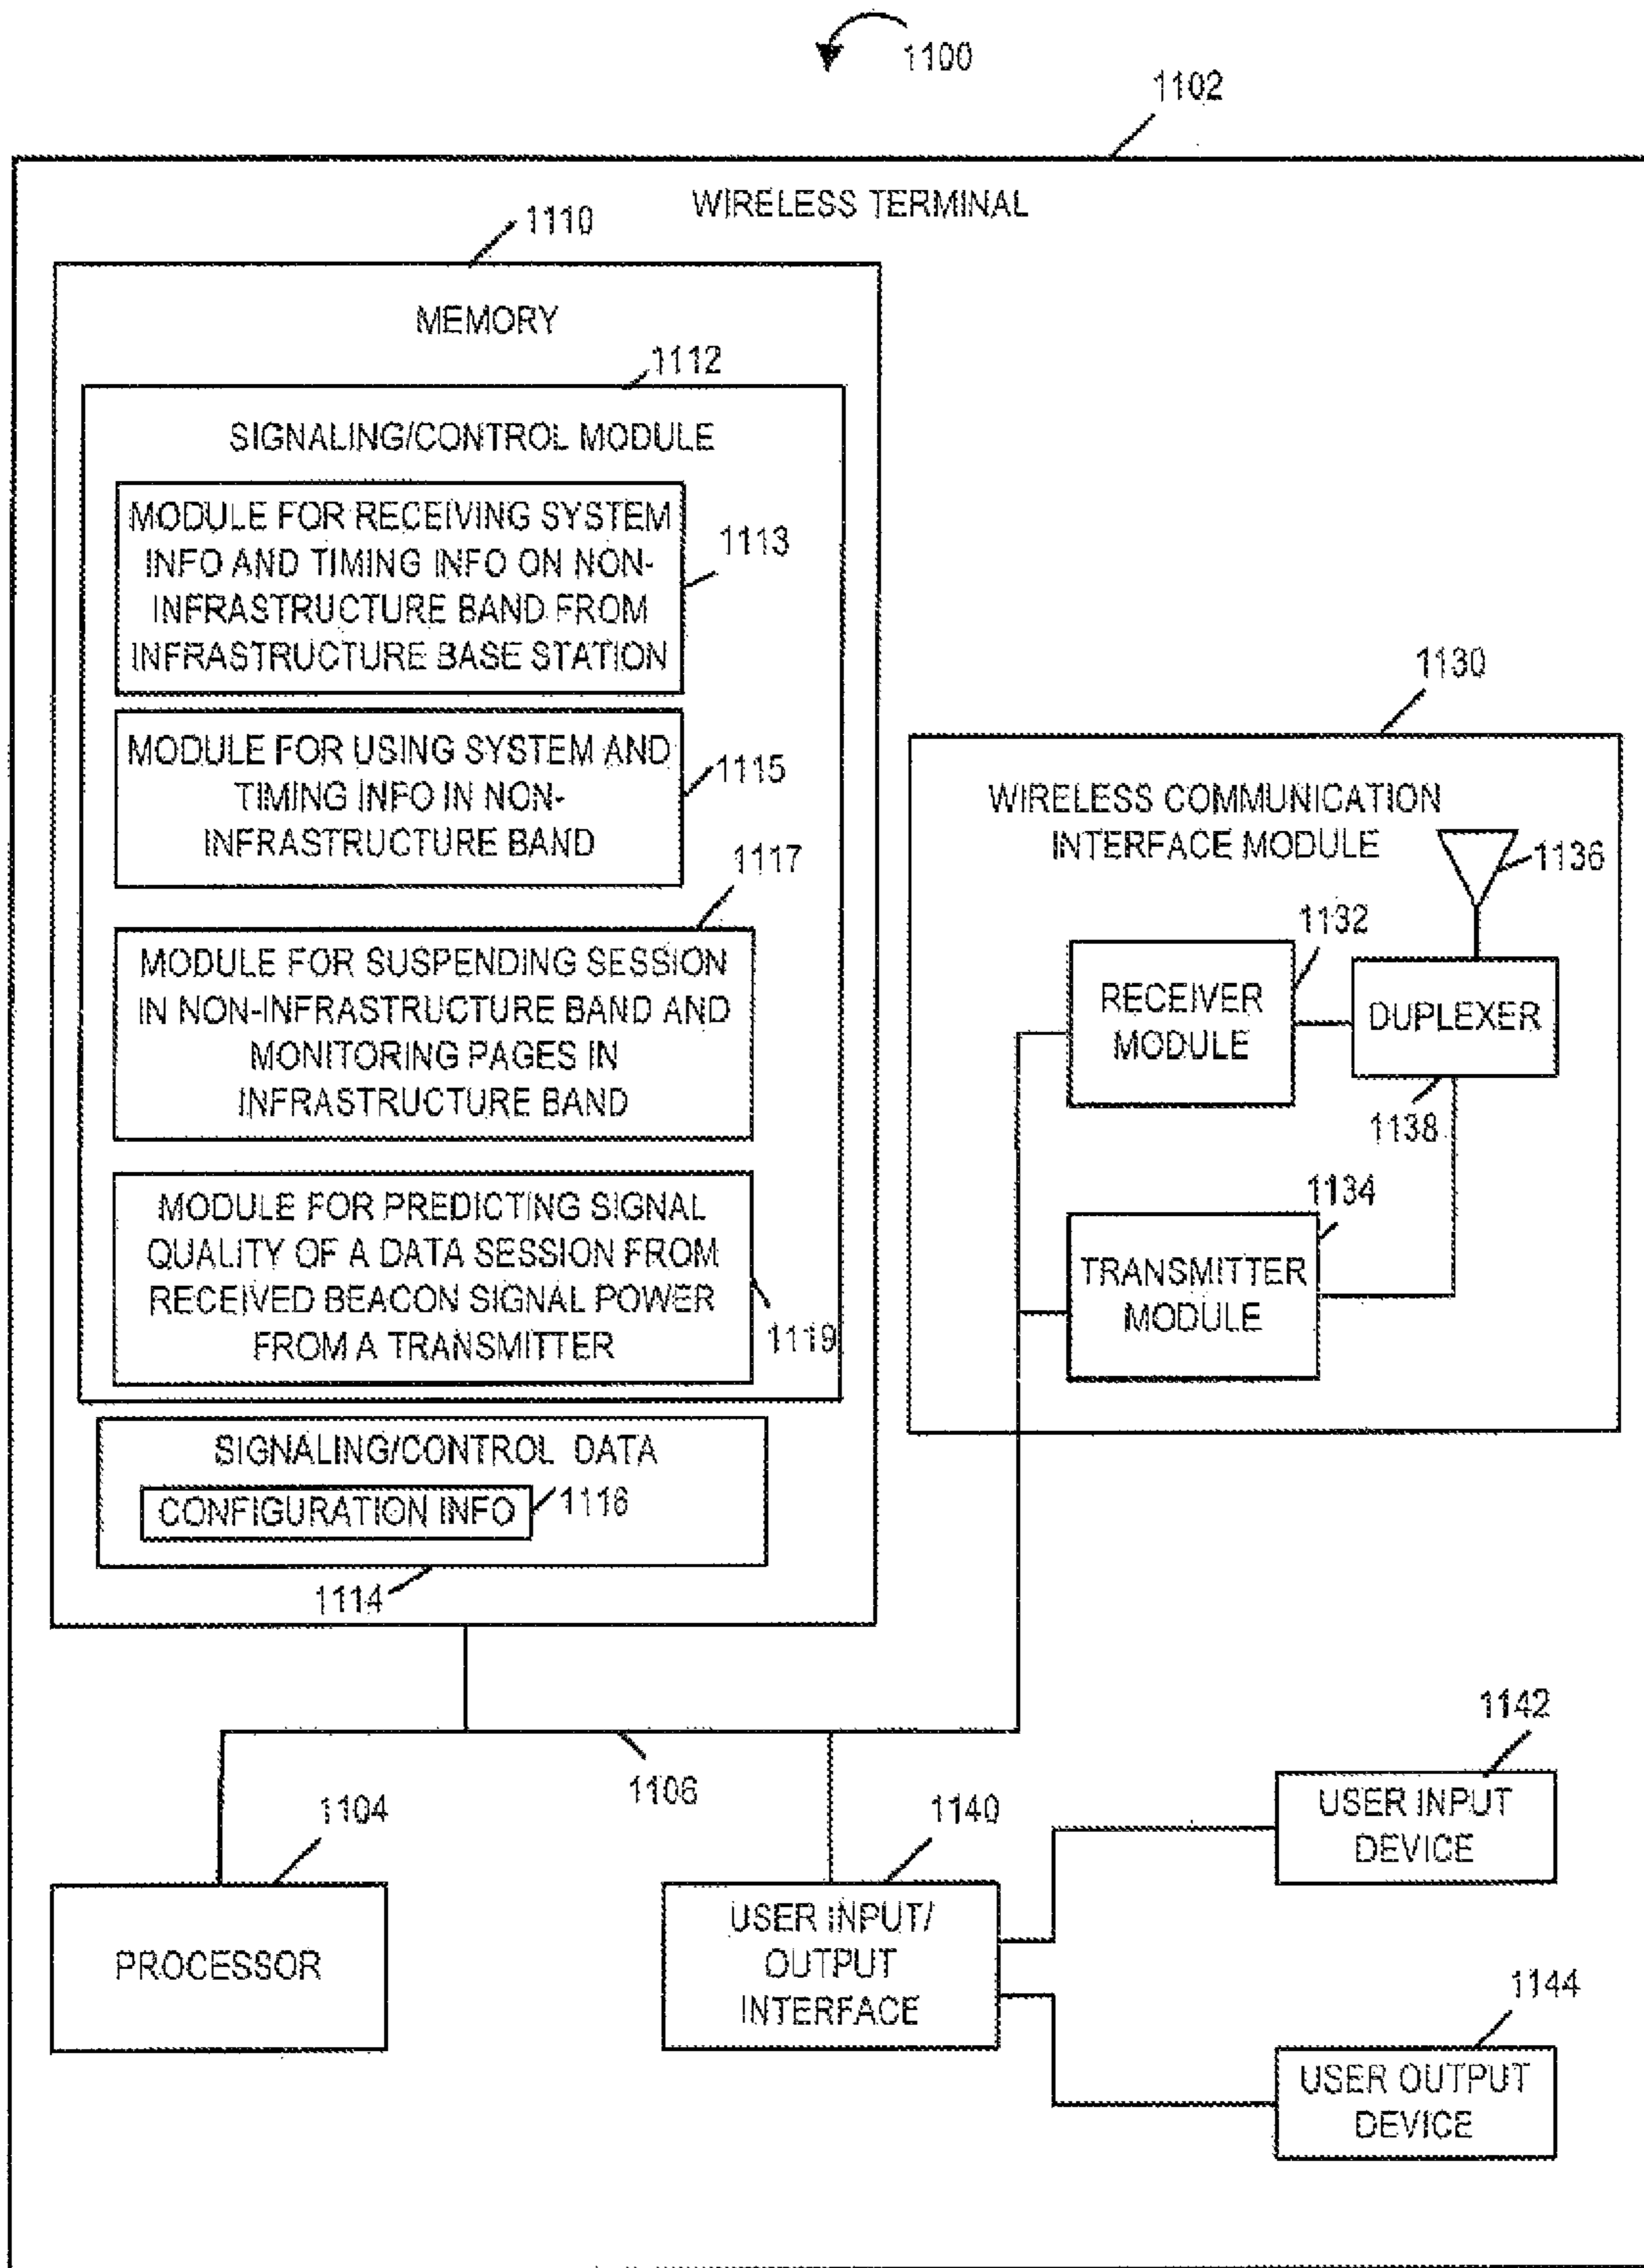 1100
1102
WIRELESS TERMINAL
1110
MEMORY
1112
SIGNALING/CONTROL MODULE
MODULE FOR RECEIVING SYSTEM
INFO AND TIMING INFO ON NON-
INFRASTRUCTURE BAND FROM
INFRASTRUCTURE BASE STATION
1113
MODULE FOR USING SYSTEM AND
TIMING INFO IN NON-
INFRASTRUCTURE BAND
1115
1117
MODULE FOR SUSPENDING SESSION
IN NON-INFRASTRUCTURE BAND AND
MONITORING PAGES IN
INFRASTRUCTURE BAND
MODULE FOR PREDICTING SIGNAL
QUALITY OF A DATA SESSION FROM
RECEIVED BEACON SIGNAL POWER
FROM A TRANSMITTER
1119
SIGNALING/CONTROL DATA
CONFIGURATION INFO
1116
1114
1130
WIRELESS COMMUNICATION
INTERFACE MODULE
1136
1132
RECEIVER
MODULE
DUPLEXER
1138
1134
TRANSMITTER
MODULE
1106
1104
PROCESSOR
1140
USER INPUT/
OUTPUT
INTERFACE
1142
USER INPUT
DEVICE
1144
USER OUTPUT
DEVICE